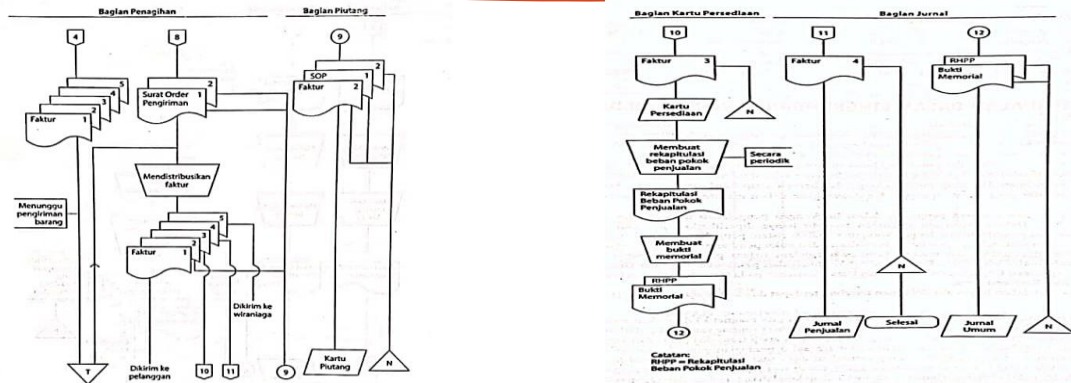 Bagian Penagihan
Bagian Piutang
4
8
9
5
4
3
2
Faktur 1
2
Surat Order 1
Pengiriman
2
SOP 1
Faktur 2
Mendistribusikan
faktur
Menunggu
pengiriman
barang
5
4
3
2
Faktur 1
Dikirim ke
wiraniaga
T
Dikirim ke
pelanggan
10
11
9
Kartu
Piutang
N
Bagian Kartu Persediaan
Bagian Jurnal
10
11
12
Faktur 3
Faktur 4
RHPP
Bukti
Memorial
Kartu
Persediaan
N
Membuat
rekapitulasi
beban pokok
penjualan
Secara
periodik
Rekapitulasi
Beban Pokok
Penjualan
Membuat
bukti
memorial
RHPP
Bukti
Memorial
12
N
Jurnal
Penjualan
Selesai
Jurnal
Umum
N
Catatan:
RHPP = Rekapitulasi
Beban Pokok Penjualan